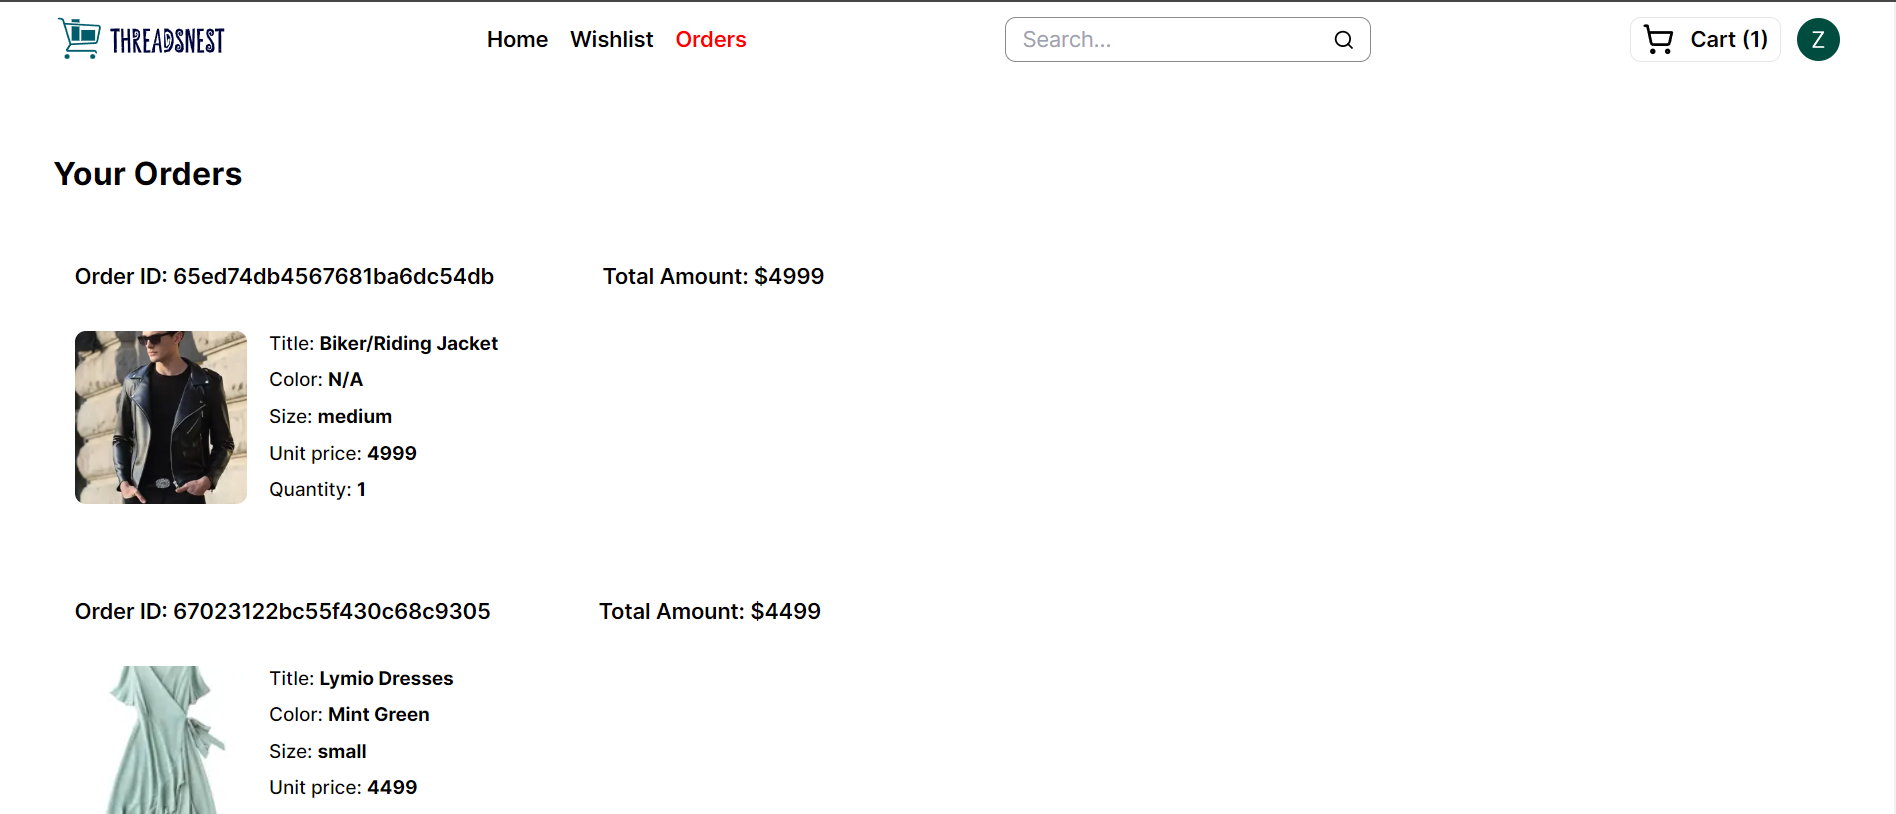 THREADSNEST
Home Wishlist Orders
Search...
Cart (1)
Z
Your Orders
Order ID: 65ed74db4567681ba6dc54db Total Amount: $4999
Title: Biker/Riding Jacket
Color: N/A
Size: medium
Unit price: 4999
Quantity: 1
Order ID: 67023122bc55f430c68c9305 Total Amount: $4499
Title: Lymio Dresses
Color: Mint Green
Size: small
Unit price: 4499